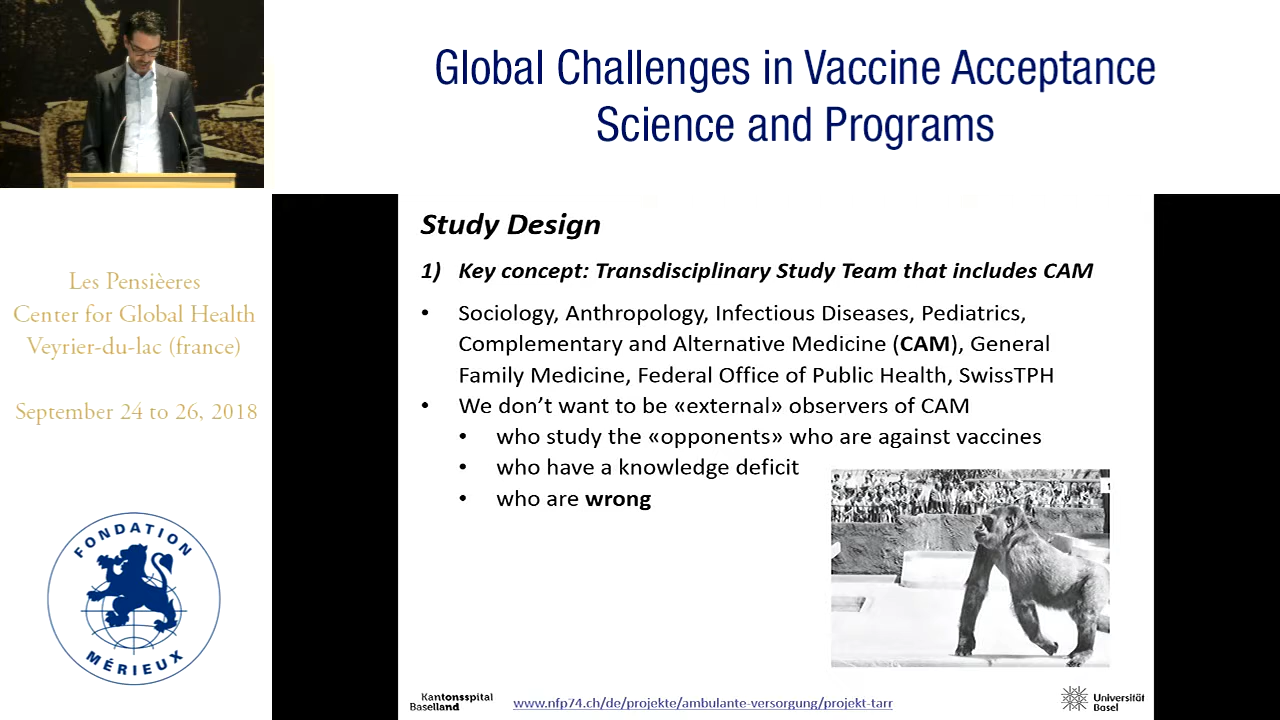 Global Challenges in Vaccine Acceptance
Science and Programs
Les Pensièeres
Center for Global Health
Veyrier-du-lac (france)
September 24 to 26, 2018
FONDATION
MÉRIEUX
Study Design
1) Key concept: Transdisciplinary Study Team that includes CAM
• Sociology, Anthropology, Infectious Diseases, Pediatrics,
Complementary and Alternative Medicine (CAM), General
Family Medicine, Federal Office of Public Health, SwissTPH
• We don’t want to be «external» observers of CAM
• who study the «opponents» who are against vaccines
• who have a knowledge deficit
• who are wrong
Kantonsspital
Baselland
www.nfp74.ch/de/projekte/ambulante-versorgung/projekt-tarr
Universität
Basel